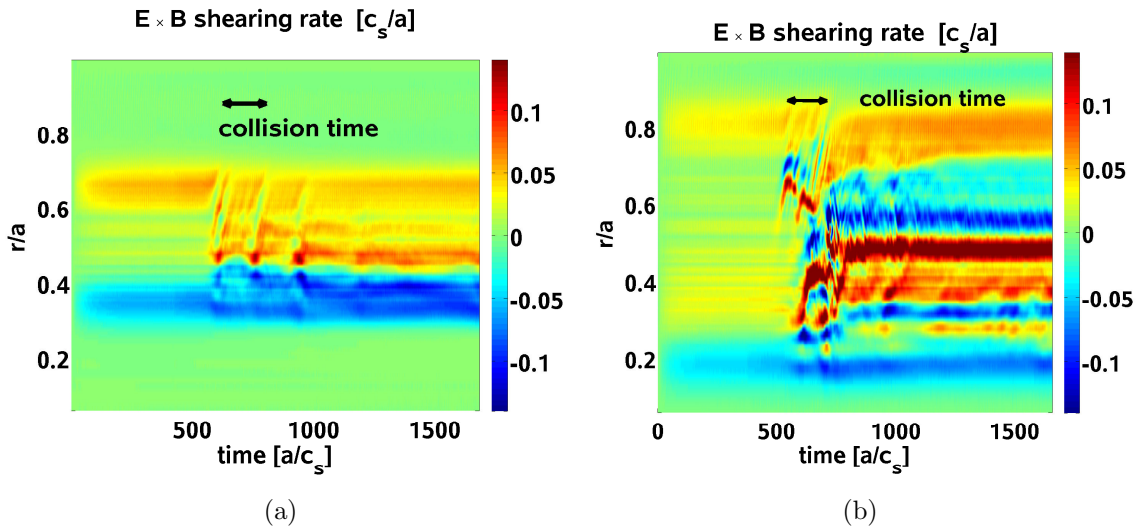 E × B shearing rate [c_s/a]
collision time
r/a
0.8
0.6
0.4
0.2
500
1000
1500
time [a/c_s]
0.1
0.05
0
-0.05
-0.1
(a)
E × B shearing rate [c_s/a]
collision time
r/a
0.8
0.6
0.4
0.2
0
500
1000
1500
time [a/c_s]
0.1
0.05
0
-0.05
-0.1
(b)